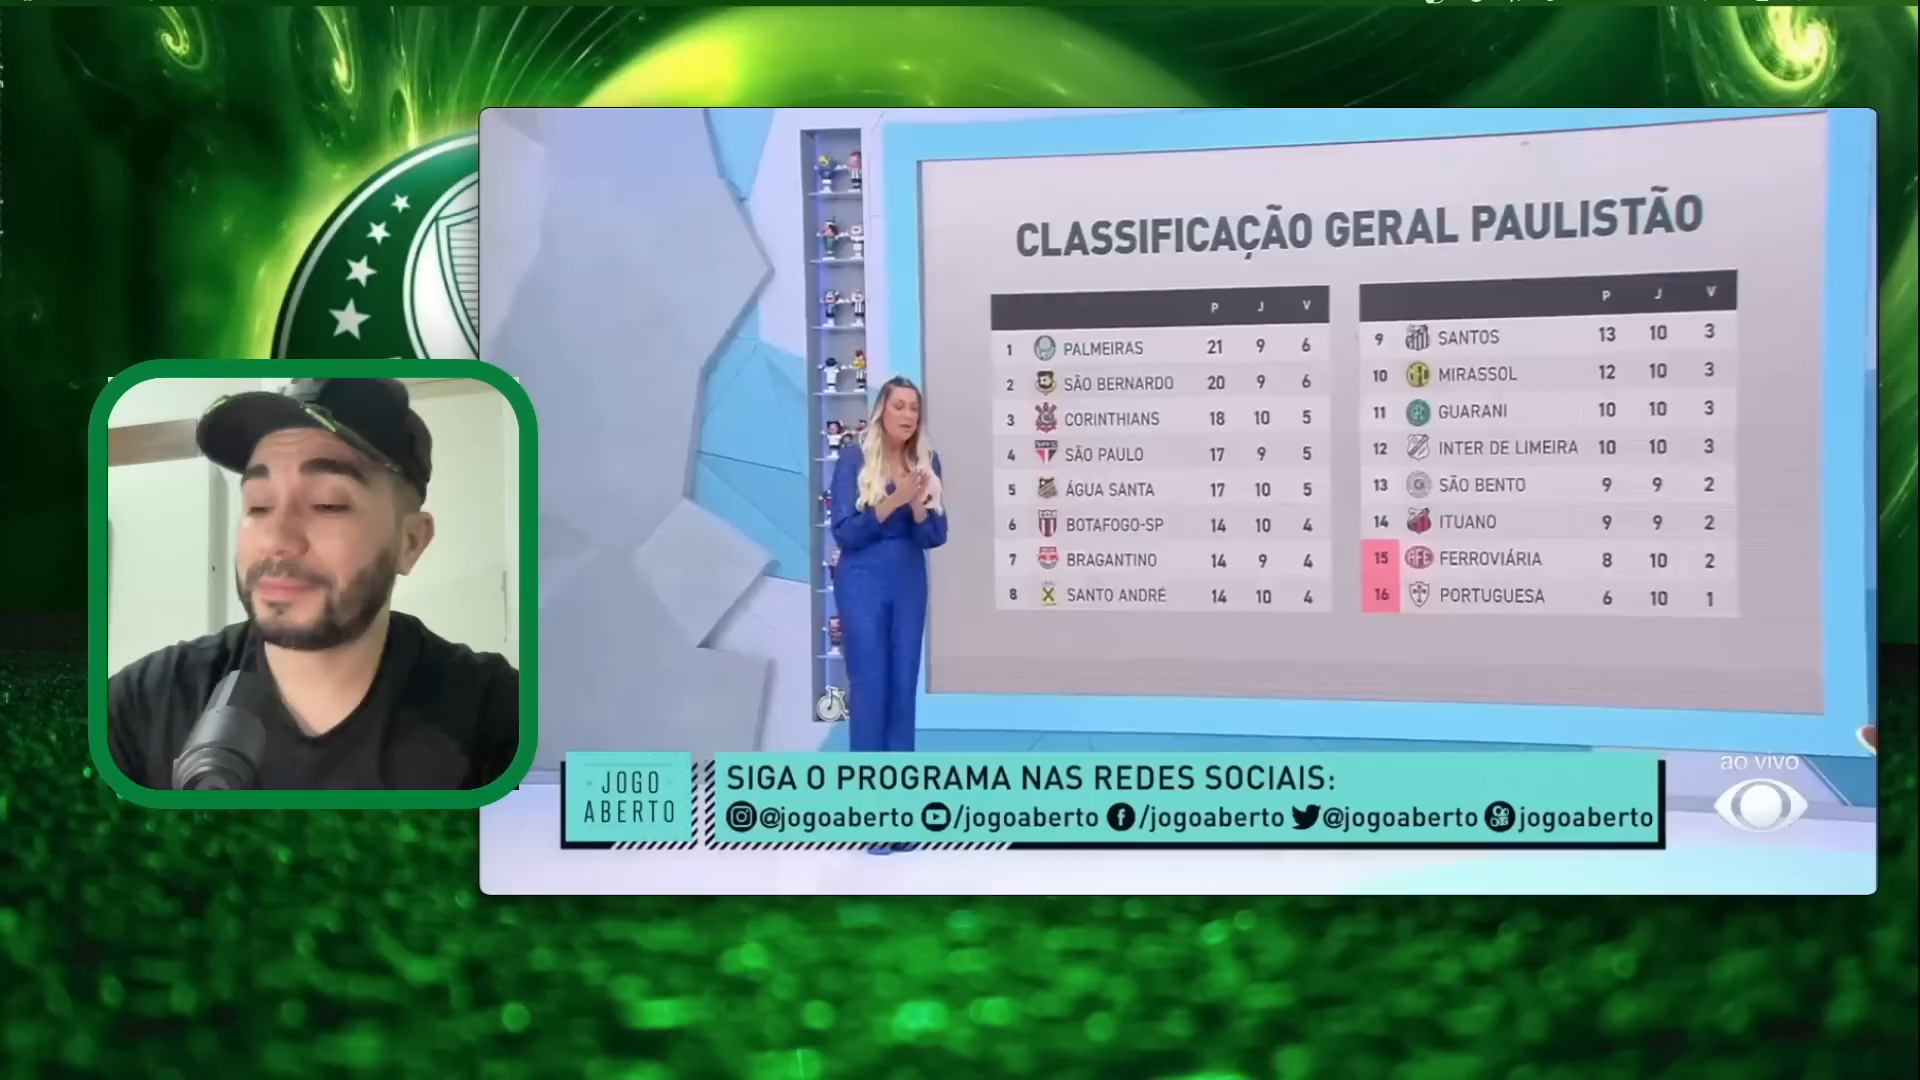 CLASSIFICAÇÃO GERAL PAULISTÃO
P J V
1 PALMEIRAS 21 9 6
2 SÃO BERNARDO 20 9 6
3 CORINTHIANS 18 10 5
4 SÃO PAULO 17 9 5
5 ÁGUA SANTA 17 10 5
6 BOTAFOGO-SP 14 10 4
7 BRAGANTINO 14 9 4
8 SANTO ANDRÉ 14 10 4
P J V
9 SANTOS 13 10 3
10 MIRASSOL 12 10 3
11 GUARANI 10 10 3
12 INTER DE LIMEIRA 10 10 3
13 SÃO BENTO 9 9 2
14 ITUANO 9 9 2
15 FERROVIÁRIA 8 10 2
16 PORTUGUESA 6 10 1
ao vivo
JOGO
ABERTO
SIGA O PROGRAMA NAS REDES SOCIAIS:
@jogoaberto /jogoaberto /jogoaberto @jogoaberto jogoaberto